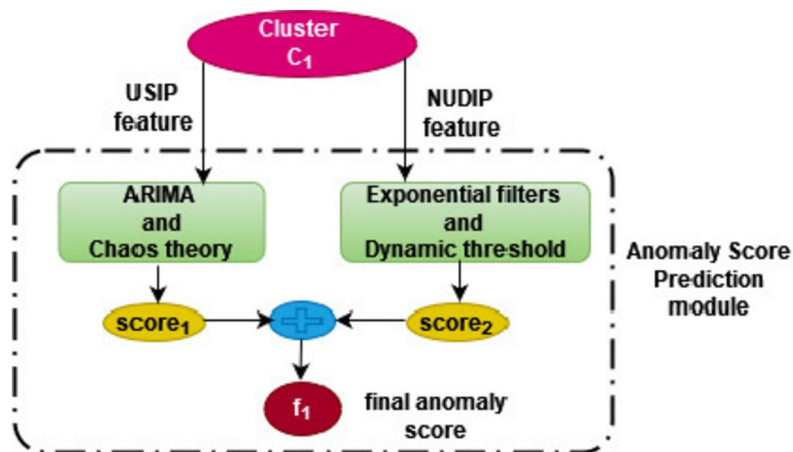 Cluster
C₁
USIP
feature
NUDIP
feature
ARIMA
and
Chaos theory
Exponential filters
and
Dynamic threshold
Anomaly Score
Prediction
module
score₁
+
score₂
f₁
final anomaly
score